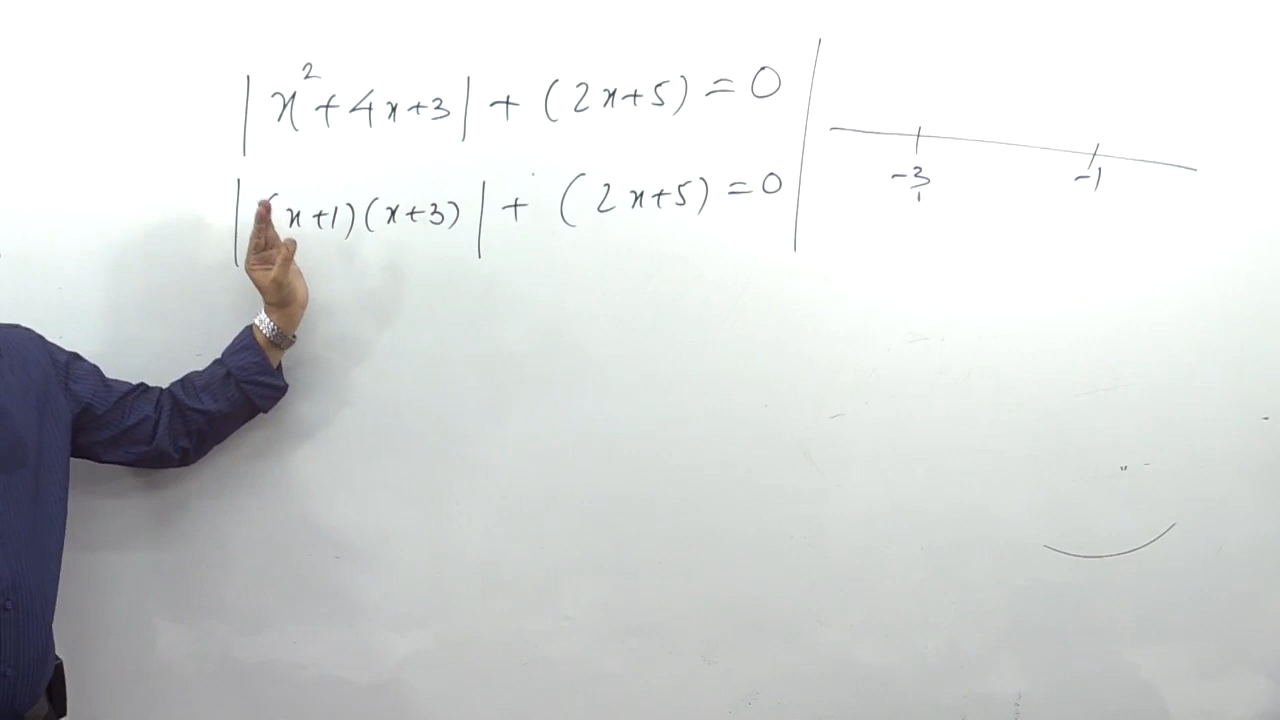 |x²+4x+3| + (2x+5) = 0
|(x+1)(x+3)| + (2x+5) = 0
-3 -1